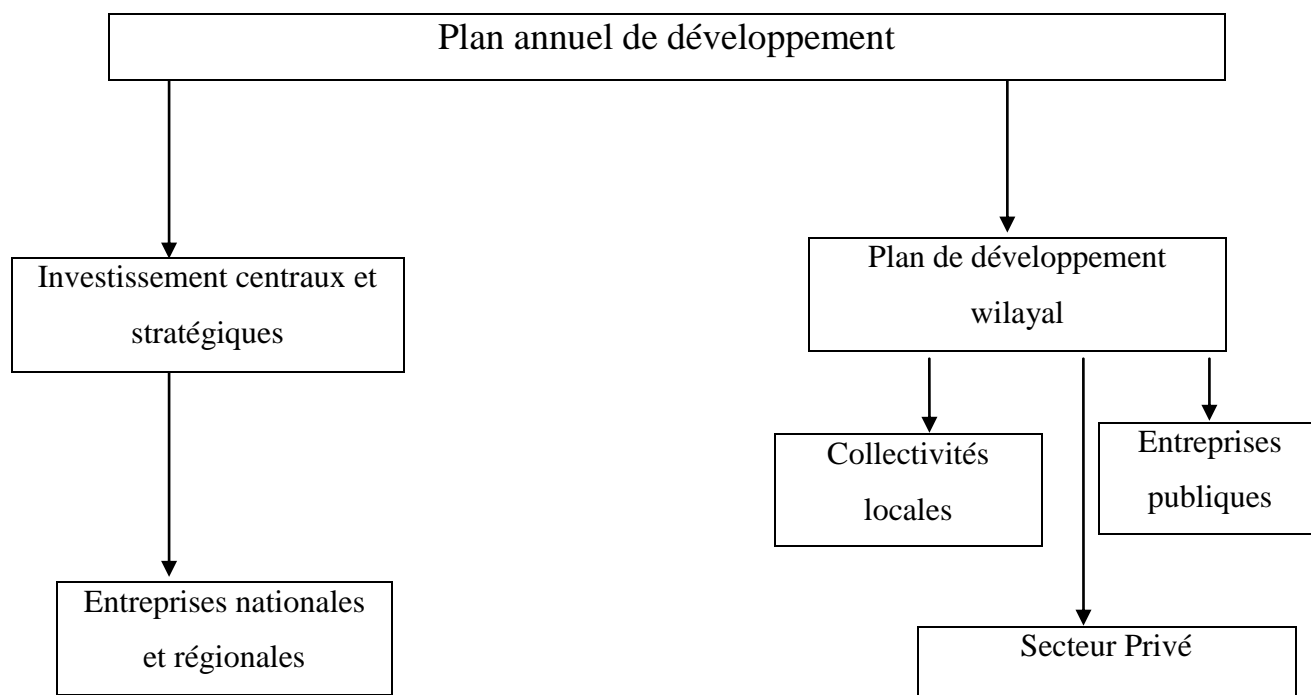 Plan annuel de développement
Investissement centraux et
stratégiques
Plan de développement
wilayal
Collectivités
locales
Entreprises
publiques
Entreprises nationales
et régionales
Secteur Privé